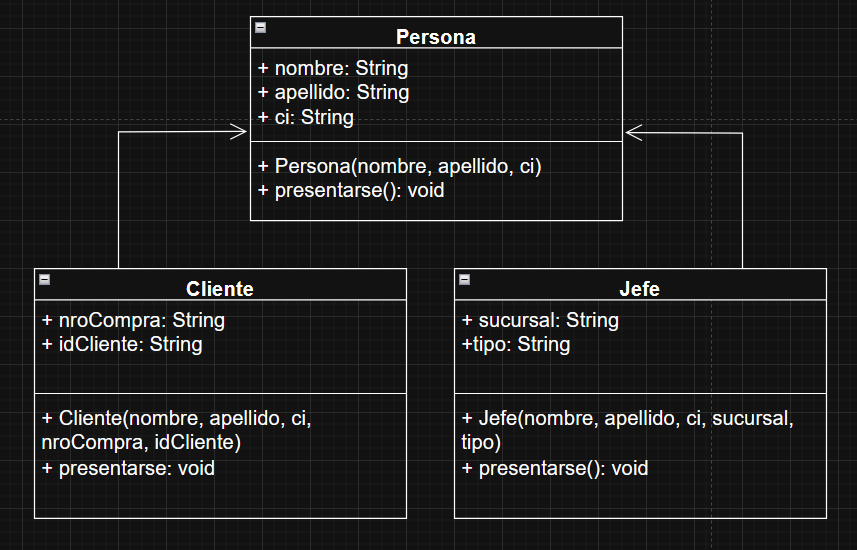 Persona
+ nombre: String
+ apellido: String
+ ci: String
+ Persona(nombre, apellido, ci)
+ presentarse(): void
Cliente
+ nroCompra: String
+ idCliente: String
+ Cliente(nombre, apellido, ci,
nroCompra, idCliente)
+ presentarse: void
Jefe
+ sucursal: String
+tipo: String
+ Jefe(nombre, apellido, ci, sucursal,
tipo)
+ presentarse(): void